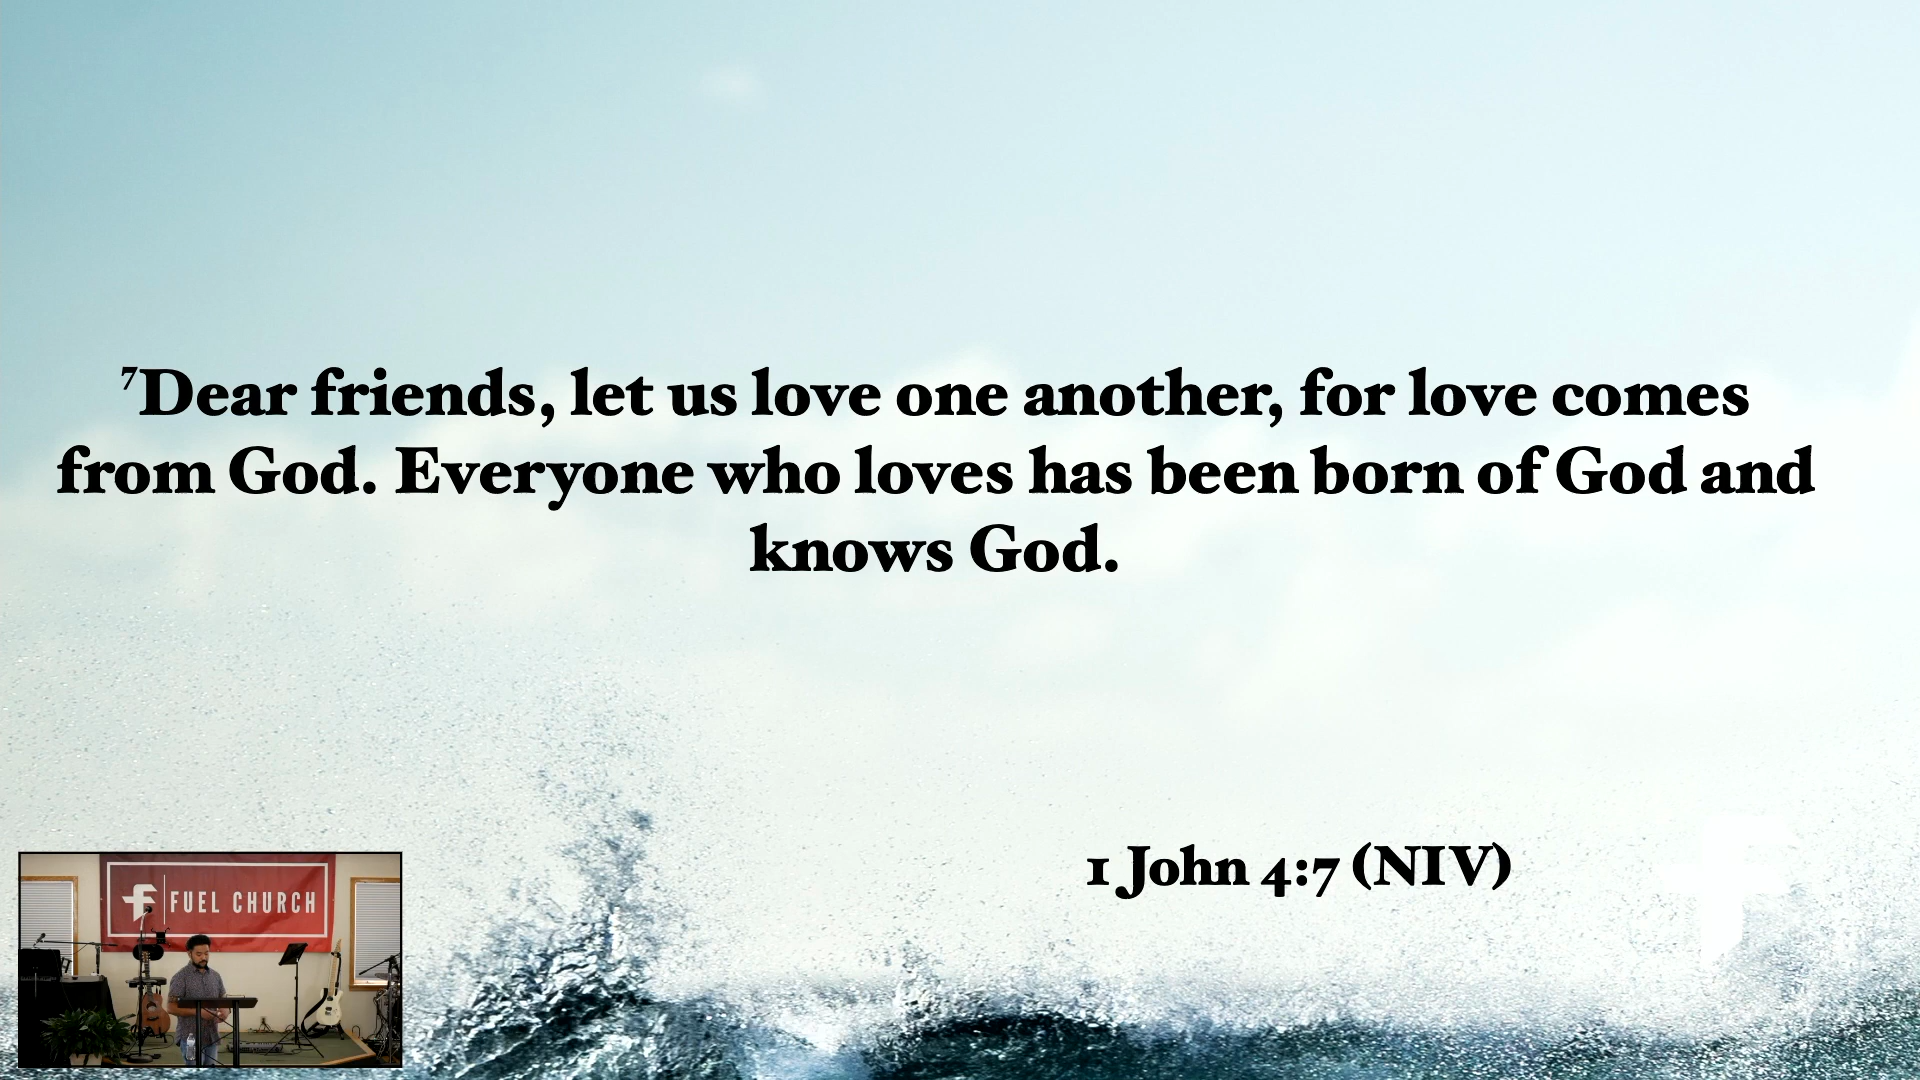 ⁷Dear friends, let us love one another, for love comes
from God. Everyone who loves has been born of God and
knows God.
1 John 4:7 (NIV)
FUEL CHURCH